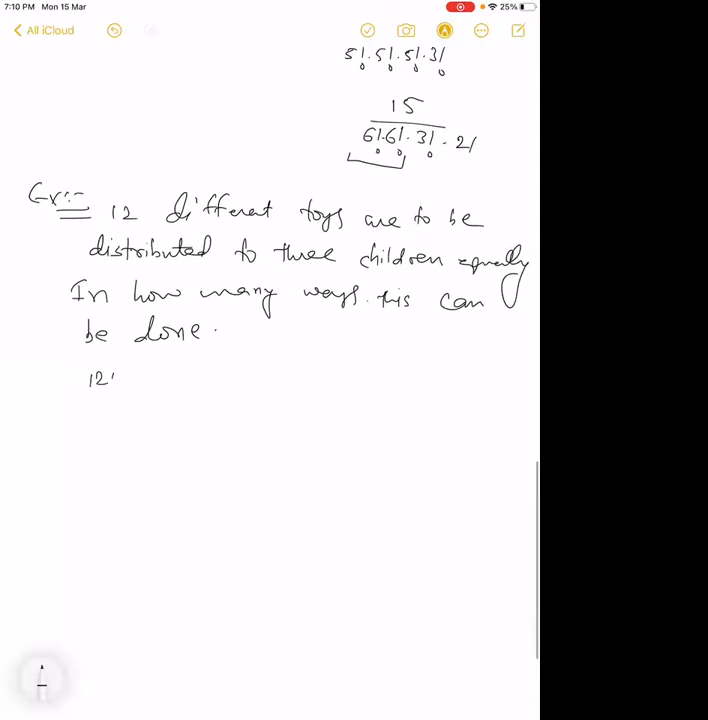 7:10 PM Mon 15 Mar
25%
All iCloud
5!.5!.5!.3!
15
6!.6!.3!.2!
Ex:-
12 different toys are to be
distributed to three children equally
In how many ways. this can
be done.
12!